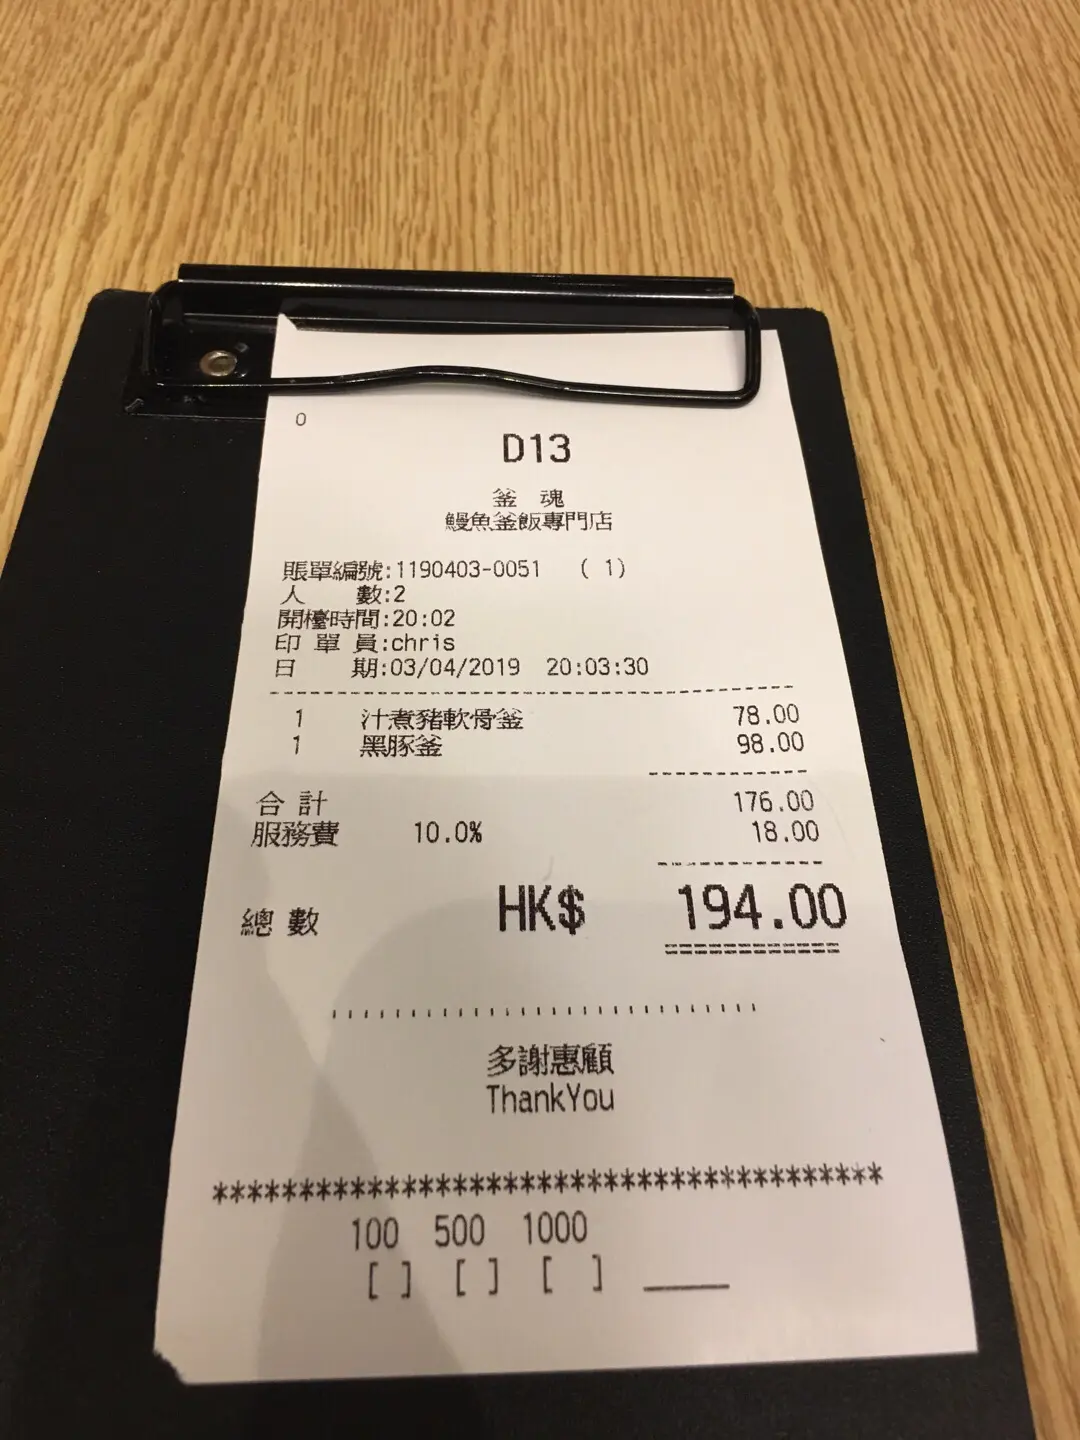 0
D13
釜 魂
鰻魚釜飯專門店
賬單編號:1190403-0051 ( 1)
人 數:2
開檯時間:20:02
印 單 員:chris
日 期:03/04/2019 20:03:30
1 汁煮豬軟骨釜 78.00
1 黑豚釜 98.00
合 計 176.00
服務費 10.0% 18.00
總 數 HK$ 194.00
多謝惠顧
ThankYou
***************************************
100 500 1000
[ ] [ ] [ ] _____